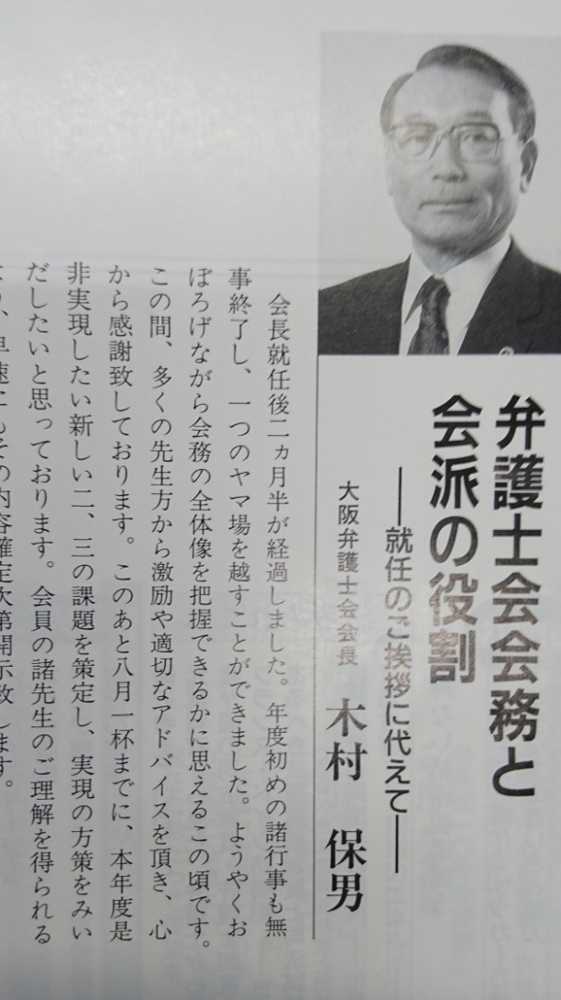 弁護士会会務と
会派の役割
――就任のご挨拶に代えて――
大阪弁護士会会長 木村 保男
会長就任後二ヵ月半が経過しました。年度初めの諸行事も無
事終了し、一つのヤマ場を越すことができました。ようやくお
ぼろげながら会務の全体像を把握できるかに思えるこの頃です。
この間、多くの先生方から激励や適切なアドバイスを頂き、心
から感謝致しております。このあと八月一杯までに、本年度是
非実現したい新しい二、三の課題を策定し、実現の方策をみい
だしたいと思っております。会員の諸先生のご理解を得られる
早速にもその内容確定次第開示致します。